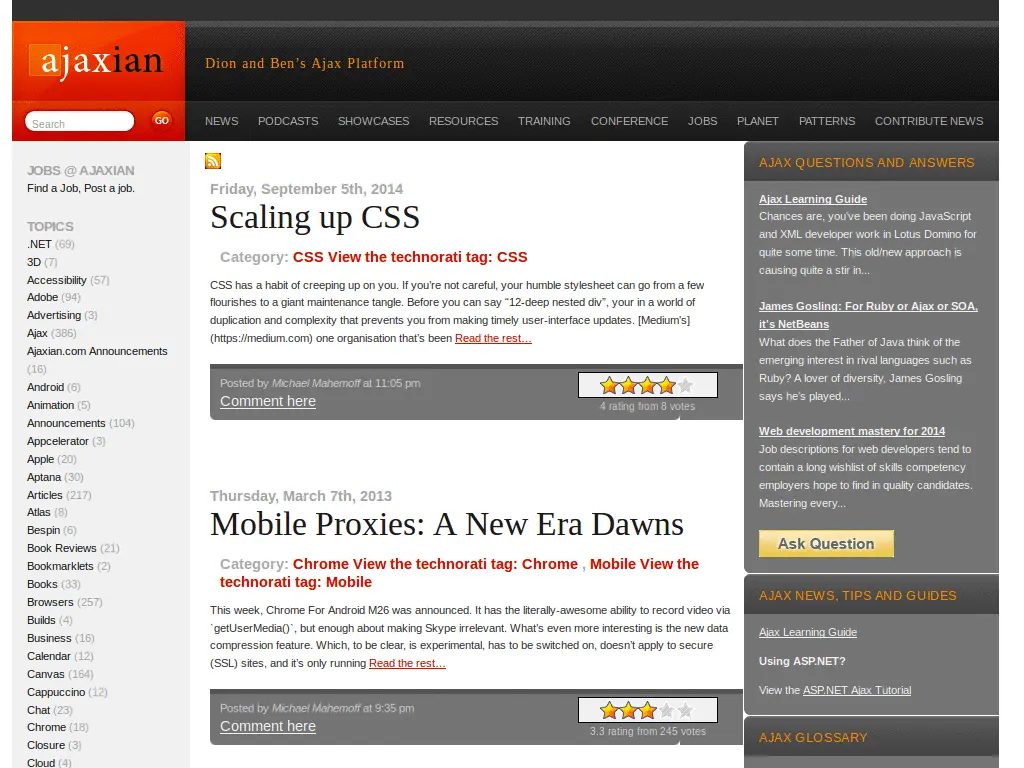 ajaxian
Dion and Ben's Ajax Platform
Search
GO
NEWS PODCASTS SHOWCASES RESOURCES TRAINING CONFERENCE JOBS PLANET PATTERNS CONTRIBUTE NEWS
JOBS @ AJAXIAN
Find a Job, Post a job.
TOPICS
.NET (69)
3D (7)
Accessibility (57)
Adobe (94)
Advertising (3)
Ajax (386)
Ajaxian.com Announcements
(16)
Android (6)
Animation (5)
Announcements (104)
Appcelerator (3)
Apple (20)
Aptana (30)
Articles (217)
Atlas (8)
Bespin (6)
Book Reviews (21)
Bookmarklets (2)
Books (33)
Browsers (257)
Builds (4)
Business (16)
Calendar (12)
Canvas (164)
Cappuccino (12)
Chat (23)
Chrome (18)
Closure (3)
Cloud (4)
Friday, September 5th, 2014
Scaling up CSS
Category: CSS View the technorati tag: CSS
CSS has a habit of creeping up on you. If you’re not careful, your humble stylesheet can go from a few
flourishes to a giant maintenance tangle. Before you can say “12-deep nested div”, your in a world of
duplication and complexity that prevents you from making timely user-interface updates. [Medium's]
(https://medium.com) one organisation that’s been Read the rest…
Posted by Michael Mahemoff at 11:05 pm
Comment here
4 rating from 8 votes
Thursday, March 7th, 2013
Mobile Proxies: A New Era Dawns
Category: Chrome View the technorati tag: Chrome , Mobile View the
technorati tag: Mobile
This week, Chrome For Android M26 was announced. It has the literally-awesome ability to record video via
`getUserMedia()`, but enough about making Skype irrelevant. What’s even more interesting is the new data
compression feature. Which, to be clear, is experimental, has to be switched on, doesn’t apply to secure
(SSL) sites, and it’s only running Read the rest…
Posted by Michael Mahemoff at 9:35 pm
Comment here
3.3 rating from 245 votes
AJAX QUESTIONS AND ANSWERS
Ajax Learning Guide
Chances are, you’ve been doing JavaScript
and XML developer work in Lotus Domino for
quite some time. This old/new approach is
causing quite a stir in...
James Gosling: For Ruby or Ajax or SOA,
it's NetBeans
What does the Father of Java think of the
emerging interest in rival languages such as
Ruby? A lover of diversity, James Gosling
says he's played...
Web development mastery for 2014
Job descriptions for web developers tend to
contain a long wishlist of skills competency
employers hope to find in quality candidates.
Mastering every...
Ask Question
AJAX NEWS, TIPS AND GUIDES
Ajax Learning Guide
Using ASP.NET?
View the ASP.NET Ajax Tutorial
AJAX GLOSSARY